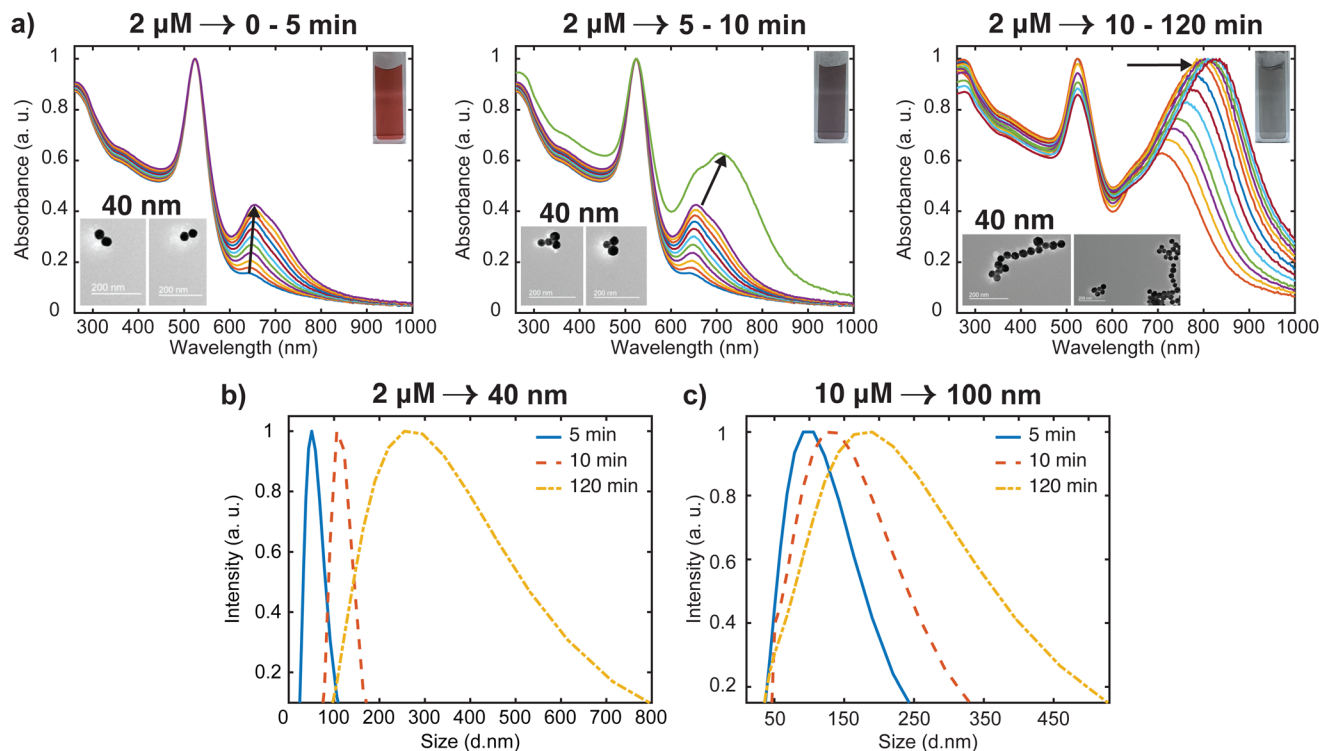 a)
2 µM → 0 - 5 min
2 µM → 5 - 10 min
2 µM → 10 - 120 min
Absorbance (a. u.)
1
0.8
0.6
0.4
0.2
0
40 nm
200 nm
200 nm
300 400 500 600 700 800 900 1000
Wavelength (nm)
Absorbance (a. u.)
1
0.8
0.6
0.4
0.2
0
40 nm
200 nm
200 nm
300 400 500 600 700 800 900 1000
Wavelength (nm)
Absorbance (a. u.)
1
0.8
0.6
0.4
0.2
0
40 nm
200 nm
200 nm
300 400 500 600 700 800 900 1000
Wavelength (nm)
b)
2 µM → 40 nm
Intensity (a. u.)
1
0.8
0.6
0.4
0.2
5 min
10 min
120 min
0 100 200 300 400 500 600 700 800
Size (d.nm)
c)
10 µM → 100 nm
Intensity (a. u.)
1
0.8
0.6
0.4
0.2
5 min
10 min
120 min
50 150 250 350 450
Size (d.nm)